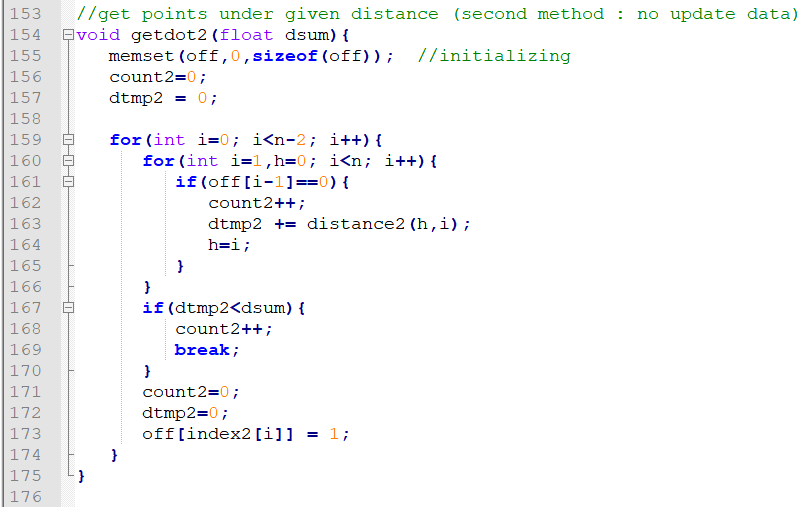 153 //get points under given distance (second method : no update data)
154 void getdot2(float dsum){
155 memset(off,0,sizeof(off)); //initializing
156 count2=0;
157 dtmp2 = 0;
158
159 for(int i=0; i<n-2; i++){
160 for(int i=1,h=0; i<n; i++){
161 if(off[i-1]==0){
162 count2++;
163 dtmp2 += distance2(h,i);
164 h=i;
165 }
166 }
167 if(dtmp2<dsum){
168 count2++;
169 break;
170 }
171 count2=0;
172 dtmp2=0;
173 off[index2[i]] = 1;
174 }
175 }
176